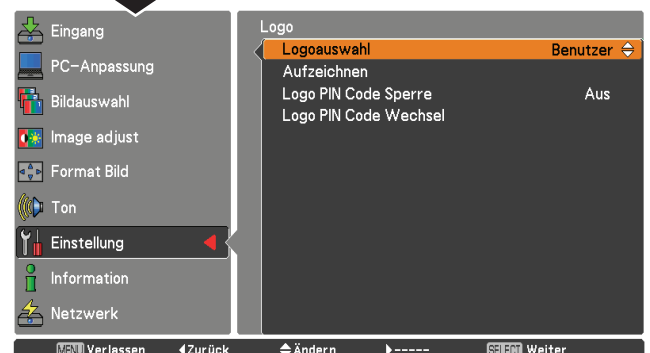 Eingang
PC-Anpassung
Bildauswahl
Image adjust
Format Bild
Ton
Einstellung
Information
Netzwerk
Logo
Logoauswahl Benutzer
Aufzeichnen
Logo PIN Code Sperre Aus
Logo PIN Code Wechsel
MENU Verlassen Zurück Ändern ----- SELECT Weiter